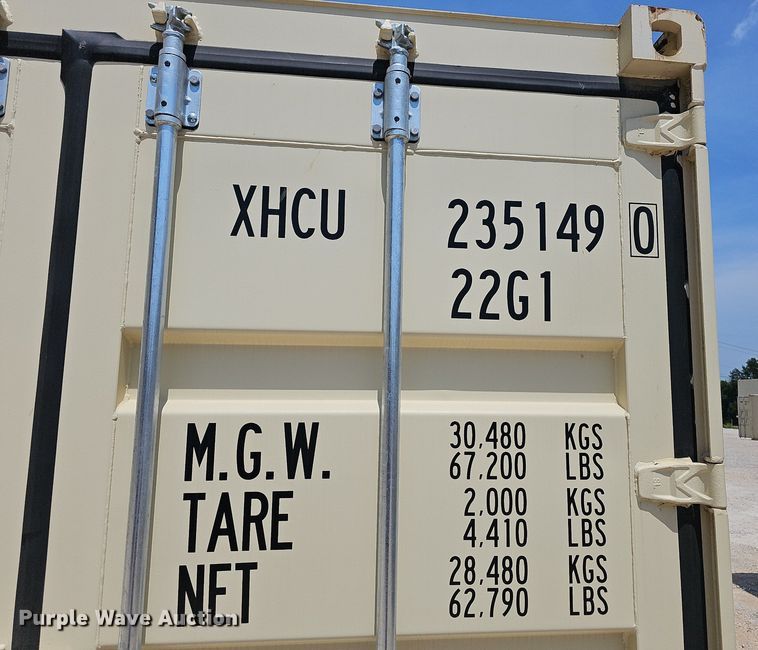 XHCU 235149 0
22G1
M.G.W. 30,480 KGS
67,200 LBS
TARE 2,000 KGS
4,410 LBS
NET 28,480 KGS
62,790 LBS
Purple Wave Auction